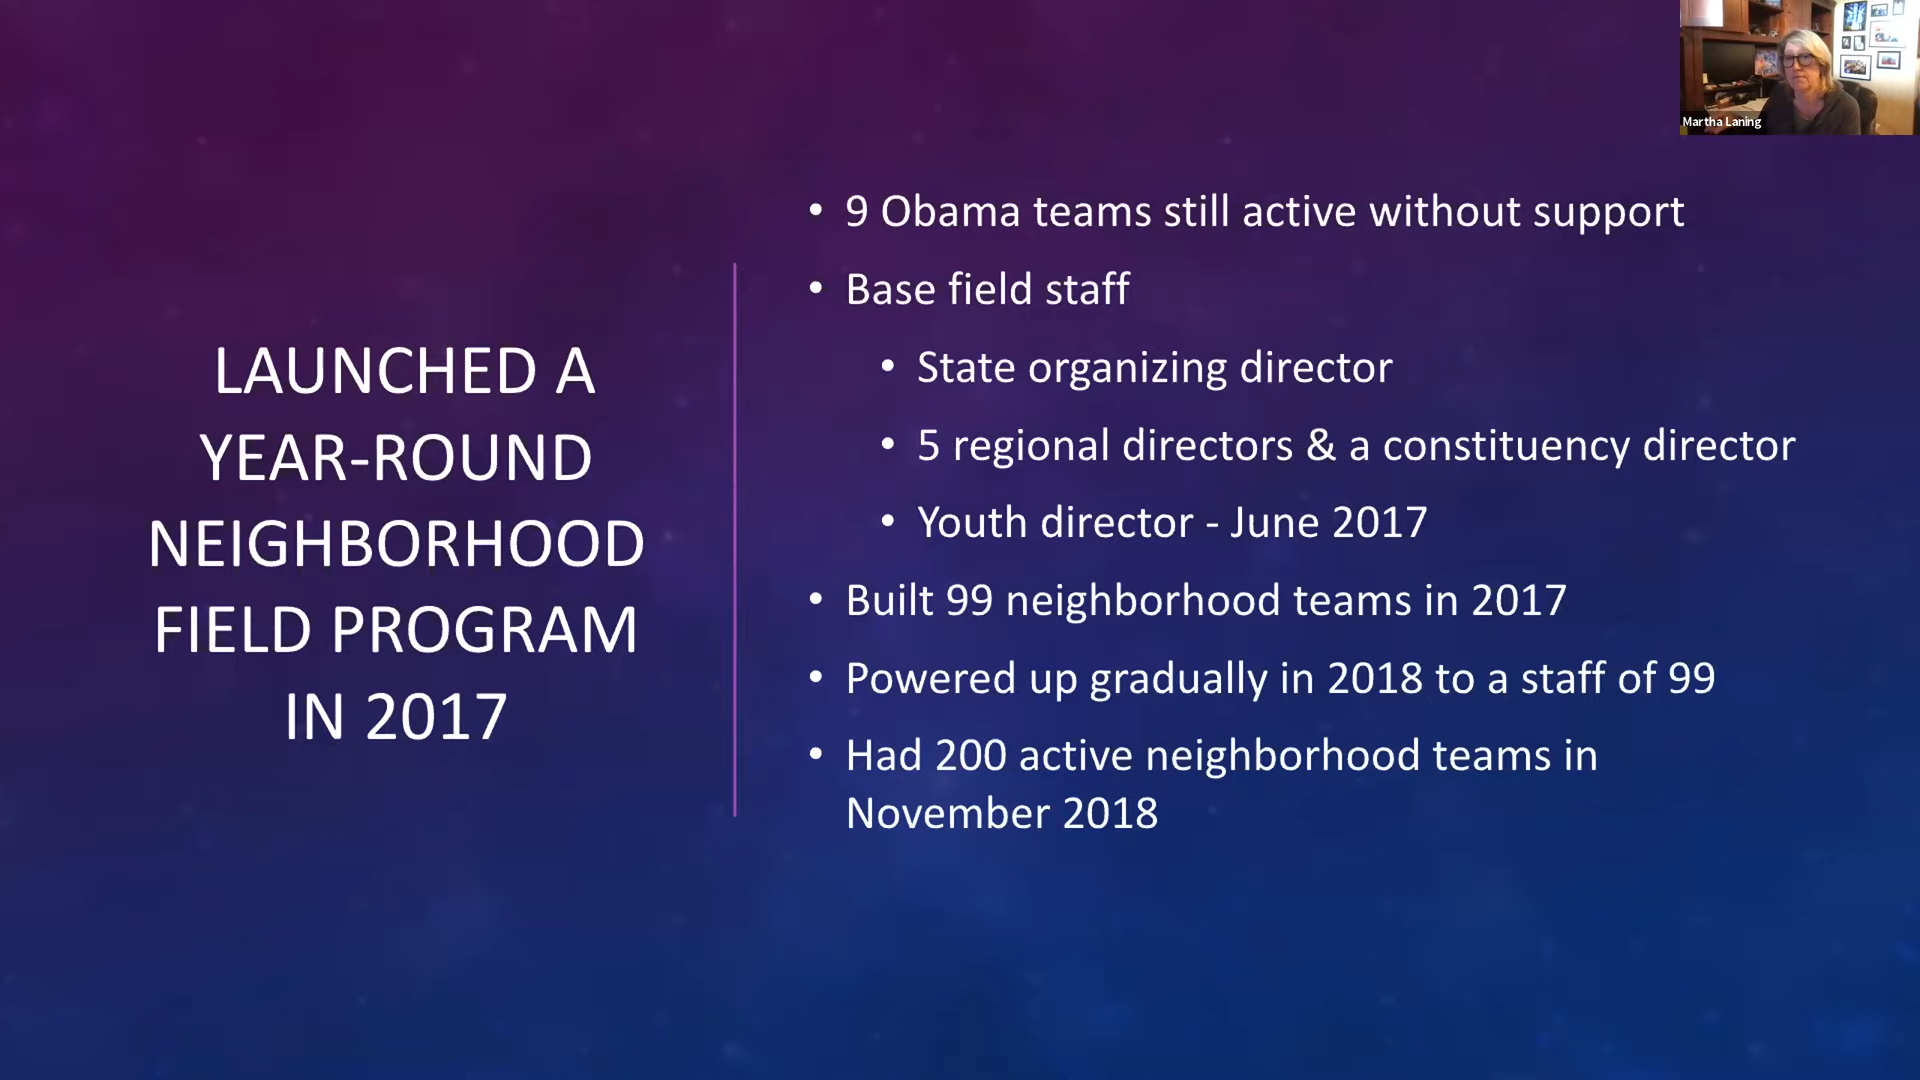 Martha Laning
LAUNCHED A
YEAR-ROUND
NEIGHBORHOOD
FIELD PROGRAM
IN 2017
• 9 Obama teams still active without support
• Base field staff
• State organizing director
• 5 regional directors & a constituency director
• Youth director - June 2017
• Built 99 neighborhood teams in 2017
• Powered up gradually in 2018 to a staff of 99
• Had 200 active neighborhood teams in
November 2018